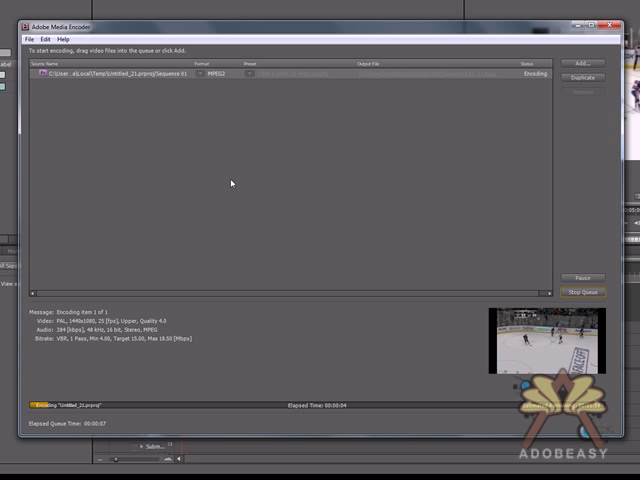 Adobe Media Encoder
File Edit Help
To start encoding, drag video files into the queue or click Add.
Source Name Format Preset Output File Status
C:\User...a\Local\Temp\Untitled_21.prproj/Sequence 01 MPEG2 Encoding
Add...
Duplicate
Pause
Stop Queue
Message: Encoding item 1 of 1
Video: PAL, 1440x1080, 25 [fps], Upper, Quality 4.0
Audio: 384 [kbps], 48 kHz, 16 bit, Stereo, MPEG
Bitrate: VBR, 1 Pass, Min 4.00, Target 15.00, Max 18.50 [Mbps]
Encoding "Untitled_21.prproj" Elapsed Time: 00:00:04
Elapsed Queue Time: 00:00:07
Subm...
ADOBEASY